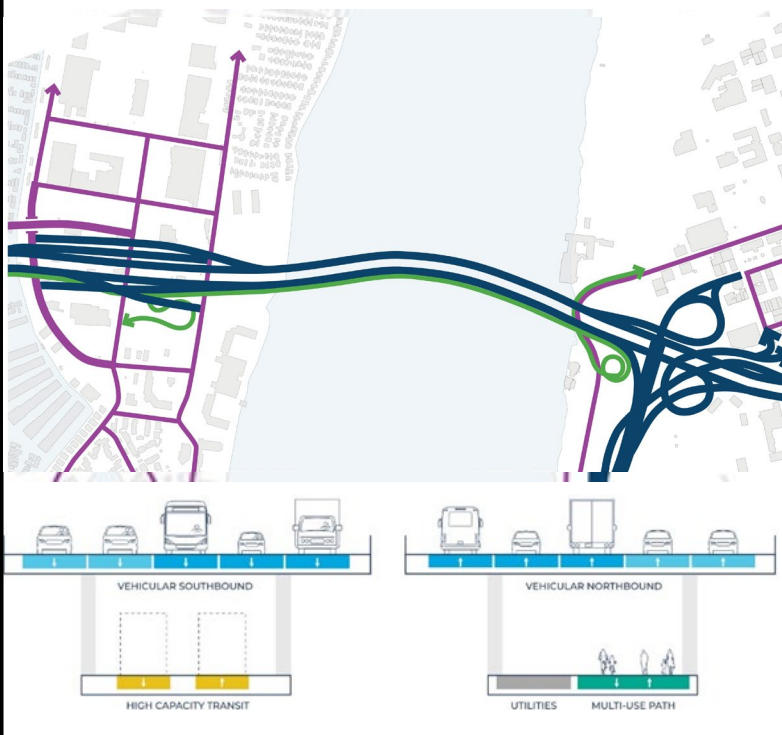 VEHICULAR SOUTHBOUND
VEHICULAR NORTHBOUND
HIGH CAPACITY TRANSIT
UTILITIES
MULTI-USE PATH